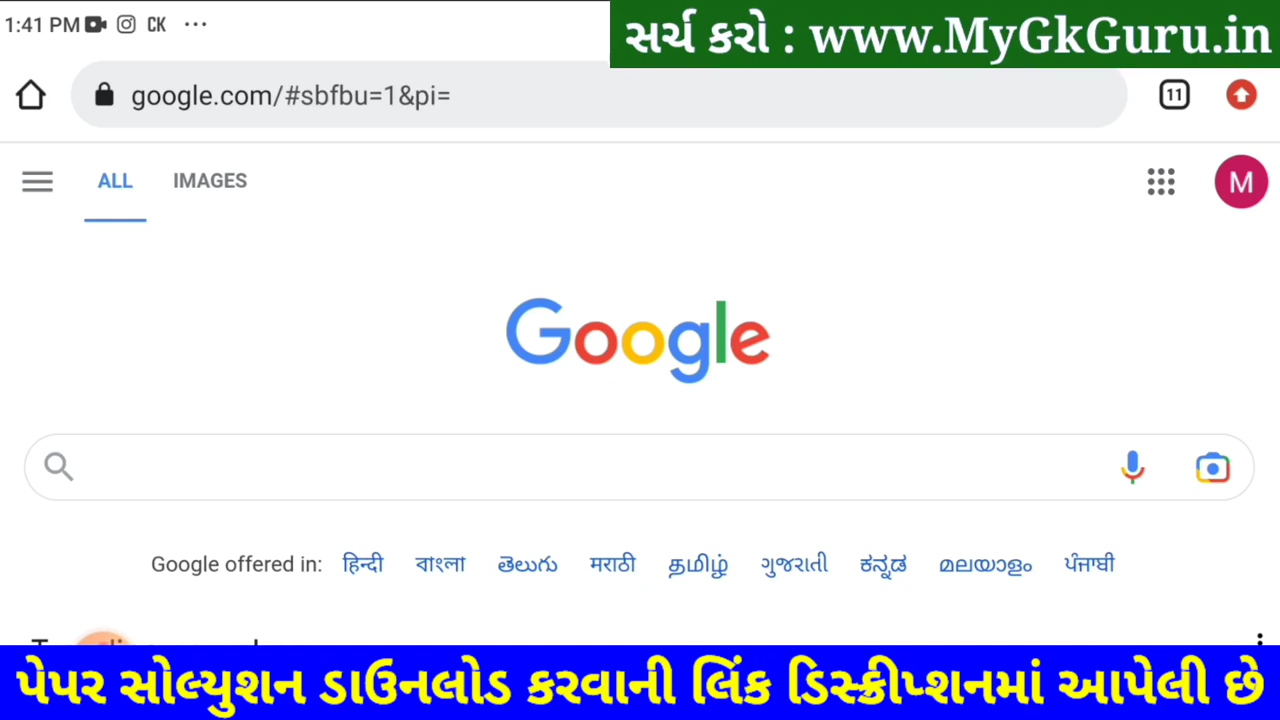 1:41 PM CK ...
સર્ચ કરો : www.MyGkGuru.in
google.com/#sbfbu=1&pi=
11
ALL IMAGES
M
Google
Google offered in: हिन्दी বাংলা తెలుగు मराठी தமிழ் ગુજરાતી ಕನ್ನಡ മലയാളം ਪੰਜਾਬੀ
પેપર સોલ્યુશન ડાઉનલોડ કરવાની લિંક ડિસ્ક્રીપ્શનમાં આપેલી છે